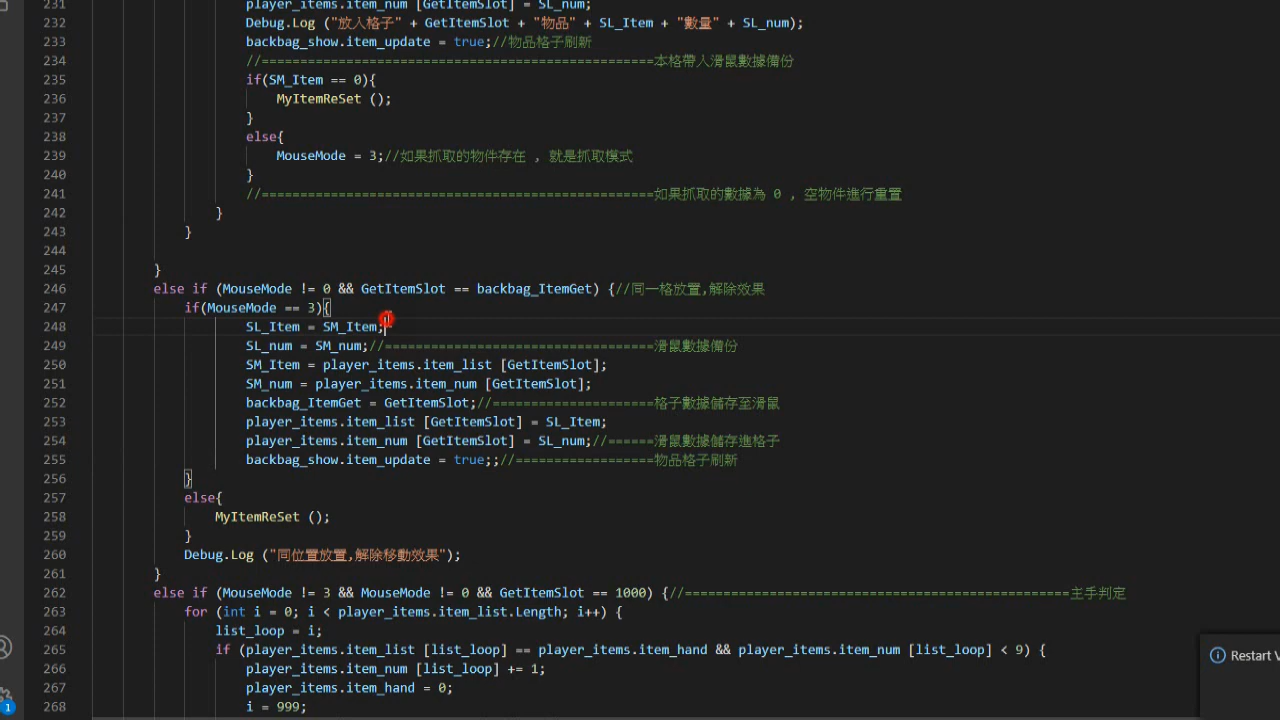 231 player_items.item_num [GetItemSlot] = SL_num;
232 Debug.Log ("放入格子" + GetItemSlot + "物品" + SL_Item + "數量" + SL_num);
233 backbag_show.item_update = true;//物品格子刷新
234 //===================================================本格帶入滑鼠數據備份
235 if(SM_Item == 0){
236 MyItemReSet ();
237 }
238 else{
239 MouseMode = 3;//如果抓取的物件存在 , 就是抓取模式
240 }
241 //===================================================如果抓取的數據為 0 , 空物件進行重置
242 }
243 }
244
245 }
246 else if (MouseMode != 0 && GetItemSlot == backbag_ItemGet) {//同一格放置,解除效果
247 if(MouseMode == 3){
248 SL_Item = SM_Item;
249 SL_num = SM_num;//===================================滑鼠數據備份
250 SM_Item = player_items.item_list [GetItemSlot];
251 SM_num = player_items.item_num [GetItemSlot];
252 backbag_ItemGet = GetItemSlot;//=====================格子數據儲存至滑鼠
253 player_items.item_list [GetItemSlot] = SL_Item;
254 player_items.item_num [GetItemSlot] = SL_num;//======滑鼠數據儲存進格子
255 backbag_show.item_update = true;;//==================物品格子刷新
256 }
257 else{
258 MyItemReSet ();
259 }
260 Debug.Log ("同位置放置,解除移動效果");
261 }
262 else if (MouseMode != 3 && MouseMode != 0 && GetItemSlot == 1000) {//==================================================主手判定
263 for (int i = 0; i < player_items.item_list.Length; i++) {
264 list_loop = i;
265 if (player_items.item_list [list_loop] == player_items.item_hand && player_items.item_num [list_loop] < 9) {
266 player_items.item_num [list_loop] += 1;
267 player_items.item_hand = 0;
268 i = 999;
Restart V
1